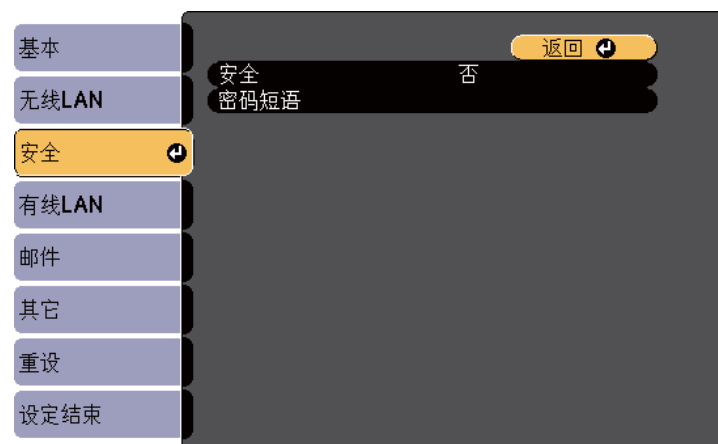 基本
无线LAN
安全
有线LAN
邮件
其它
重设
设定结束
返回
安全 否
密码短语